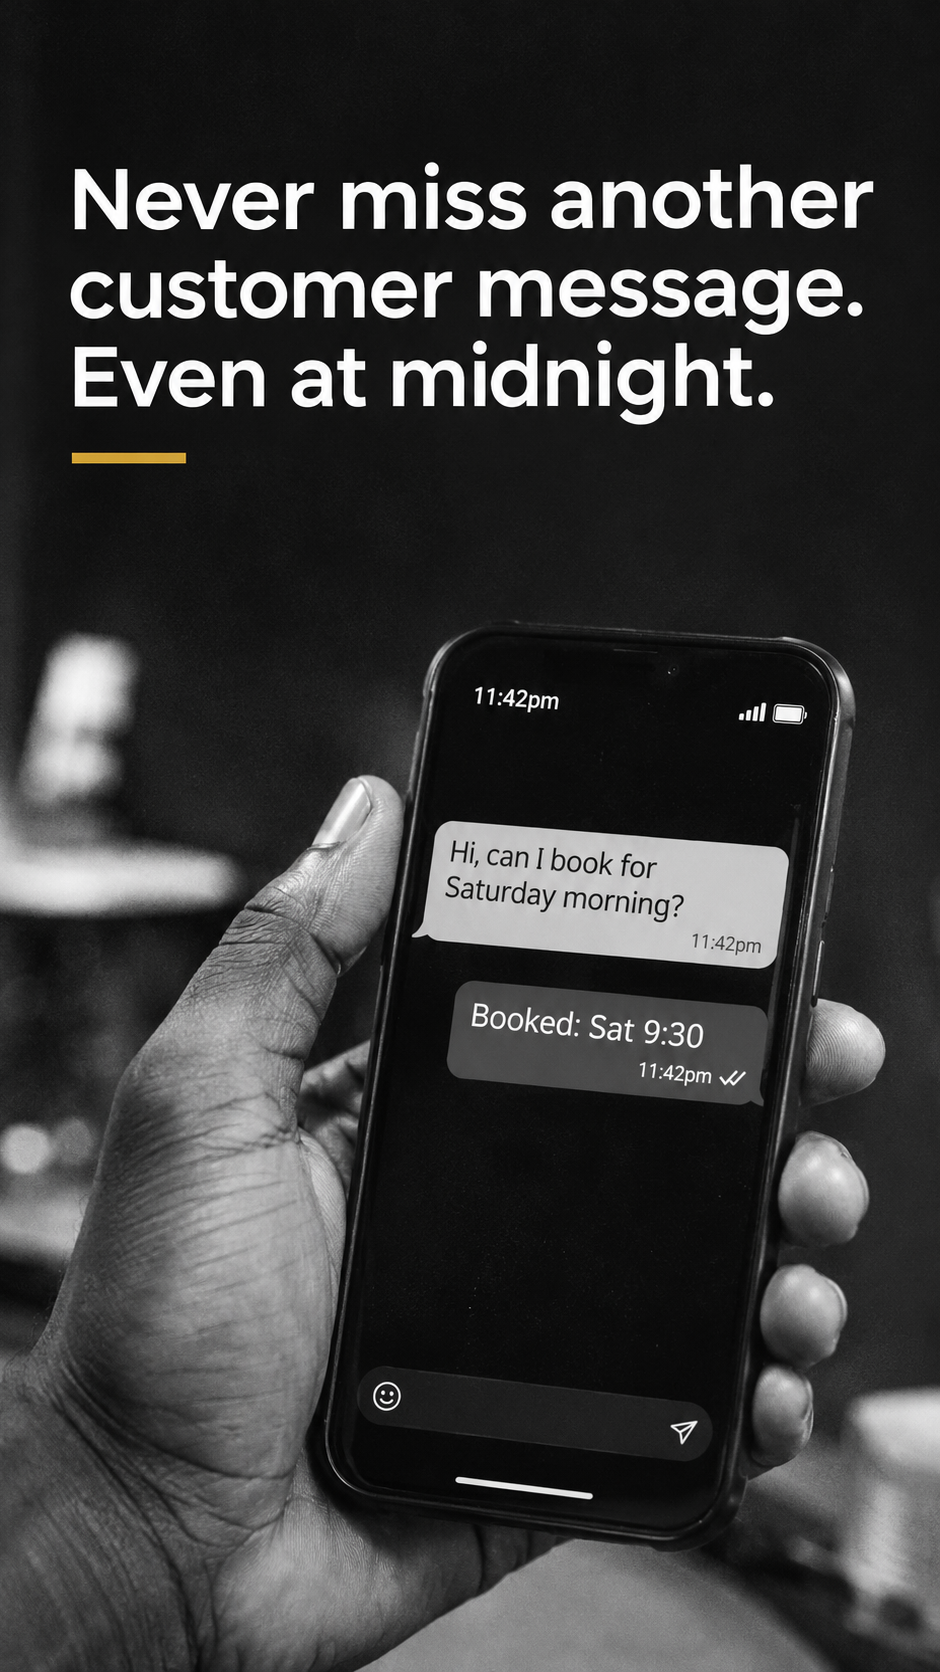 Never miss another
customer message.
Even at midnight.
11:42pm
Hi, can I book for
Saturday morning?
11:42pm
Booked: Sat 9:30
11:42pm